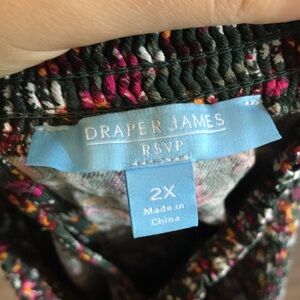 DRAPER JAMES
RSVP
2X
Made in
China